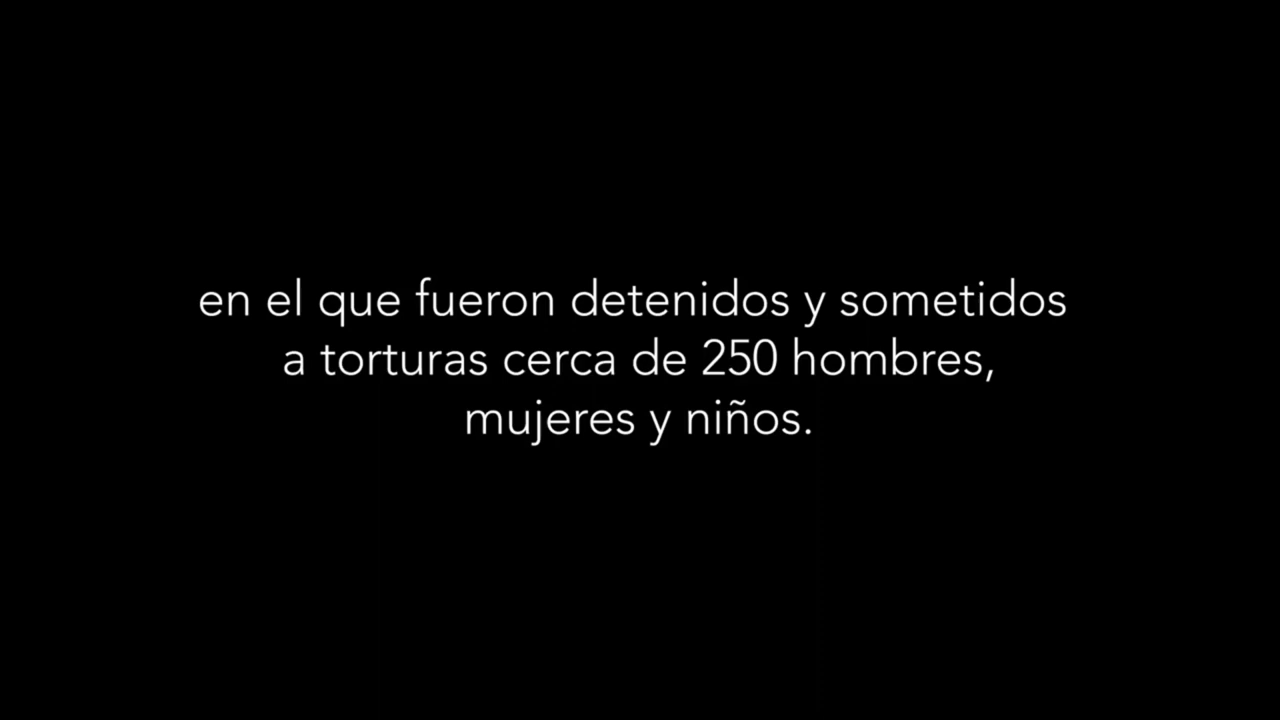 en el que fueron detenidos y sometidos
a torturas cerca de 250 hombres,
mujeres y niños.